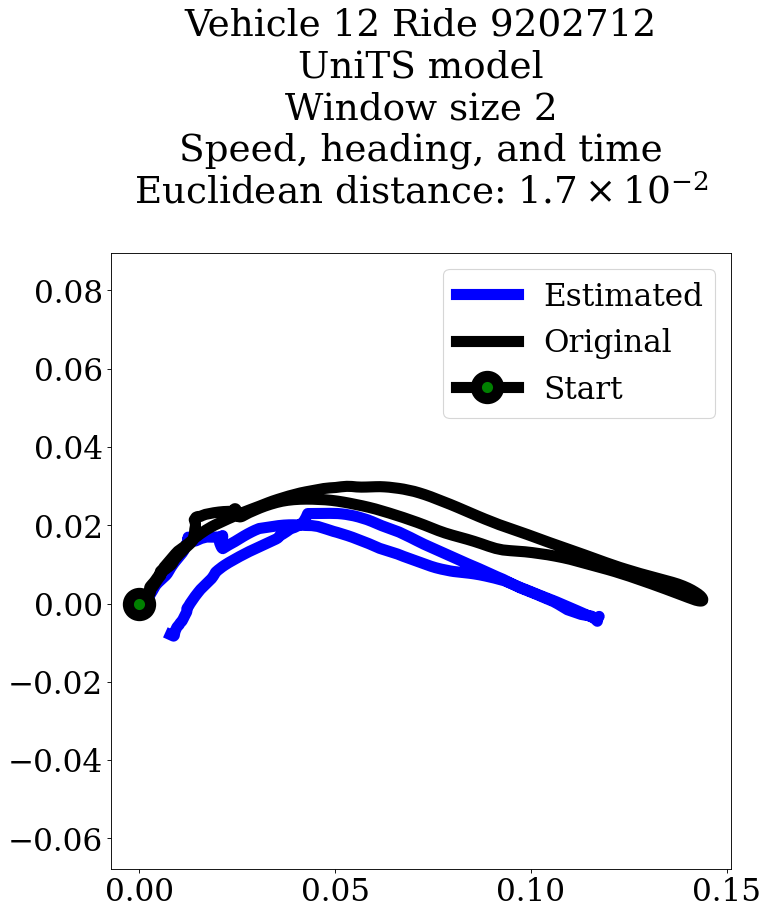 Vehicle 12 Ride 9202712
UniTS model
Window size 2
Speed, heading, and time
Euclidean distance: 1.7 × 10⁻²
Estimated
Original
Start
0.08
0.06
0.04
0.02
0.00
−0.02
−0.04
−0.06
0.00 0.05 0.10 0.15